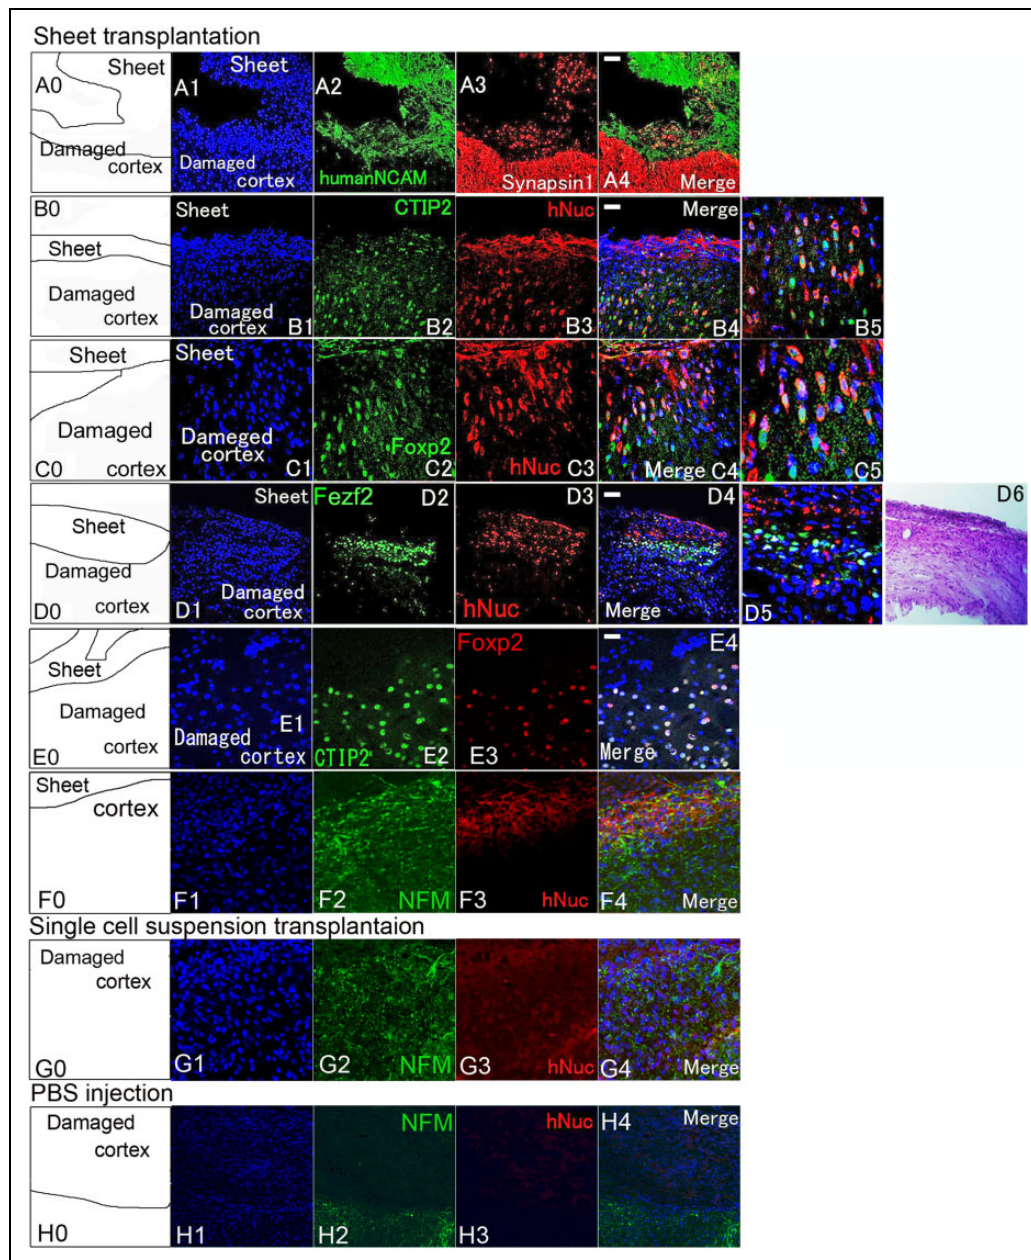 Sheet transplantation
Sheet
A0
Damaged
cortex
Sheet
A1
Damaged
cortex
A2
humanNCAM
A3
Synapsin1
A4
Merge
B0
Sheet
Damaged
cortex
Sheet
Damaged
cortex
B1
CTIP2
B2
hNuc
B3
Merge
B4
B5
Sheet
Damaged
C0 cortex
Sheet
Dameged
cortex
C1
Foxp2
C2
hNuc C3
Merge C4
C5
Sheet
Damaged
cortex
D0
Sheet
Damaged
cortex
D1
Fezf2 D2
D3
hNuc
D4
Merge
D5
D6
Sheet
Damaged
cortex
E0
E1
Damaged
cortex
CTIP2 E2
Foxp2
E3
E4
Merge
Sheet
cortex
F0
F1
F2
NFM
F3 hNuc
F4
Merge
Single cell suspension transplantaion
Damaged
cortex
G0
G1
G2
NFM
G3 hNuc
G4
Merge
PBS injection
Damaged
cortex
H0
H1
NFM
H2
hNuc
H3
Merge
H4